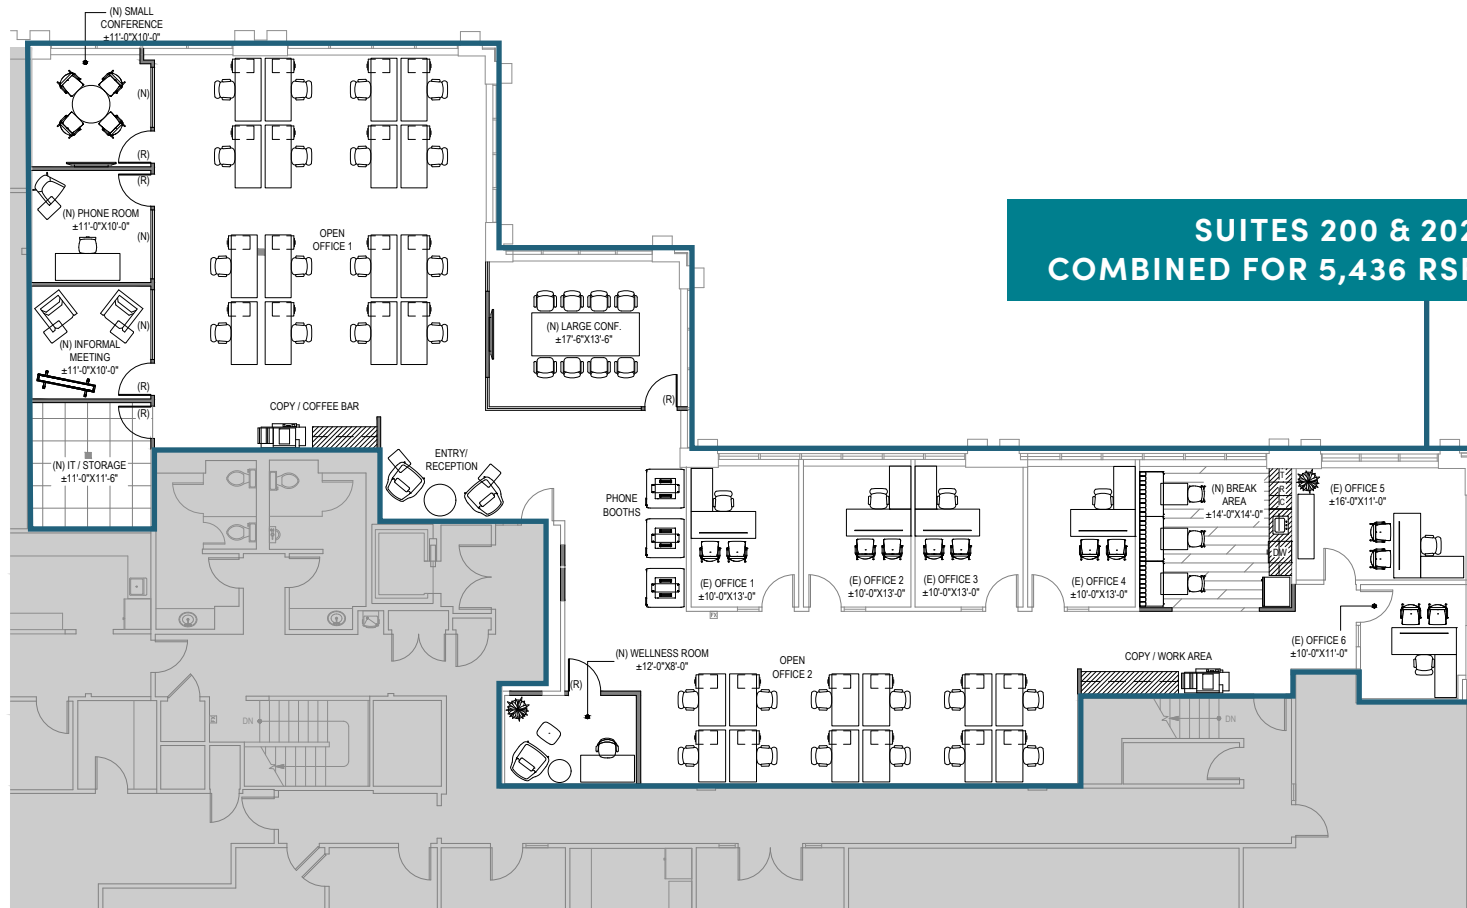 (N) SMALL
CONFERENCE
±11'-0"X10'-0"
(N)
(R)
(R)
(N) PHONE ROOM
±11'-0"X10'-0"
(N)
OPEN
OFFICE 1
SUITES 200 & 202
COMBINED FOR 5,436 RS
(N)
(N) INFORMAL
MEETING
±11'-0"X10'-0"
(R)
(N) LARGE CONF.
±17'-6"X13'-6"
(R)
(R)
COPY / COFFEE BAR
(N) IT / STORAGE
±11'-0"X11'-6"
ENTRY/
RECEPTION
PHONE
BOOTHS
(N) BREAK
AREA
±14'-0"X14'-0"
DW
(E) OFFICE 5
±16'-0"X11'-0"
(E) OFFICE 1
±10'-0"X13'-0"
(E) OFFICE 2
±10'-0"X13'-0"
(E) OFFICE 3
±10'-0"X13'-0"
(E) OFFICE 4
±10'-0"X13'-0"
(E) OFFICE 6
±10'-0"X11'-0"
(N) WELLNESS ROOM
±12'-0"X8'-0"
(R)
OPEN
OFFICE 2
COPY / WORK AREA
DN
DN